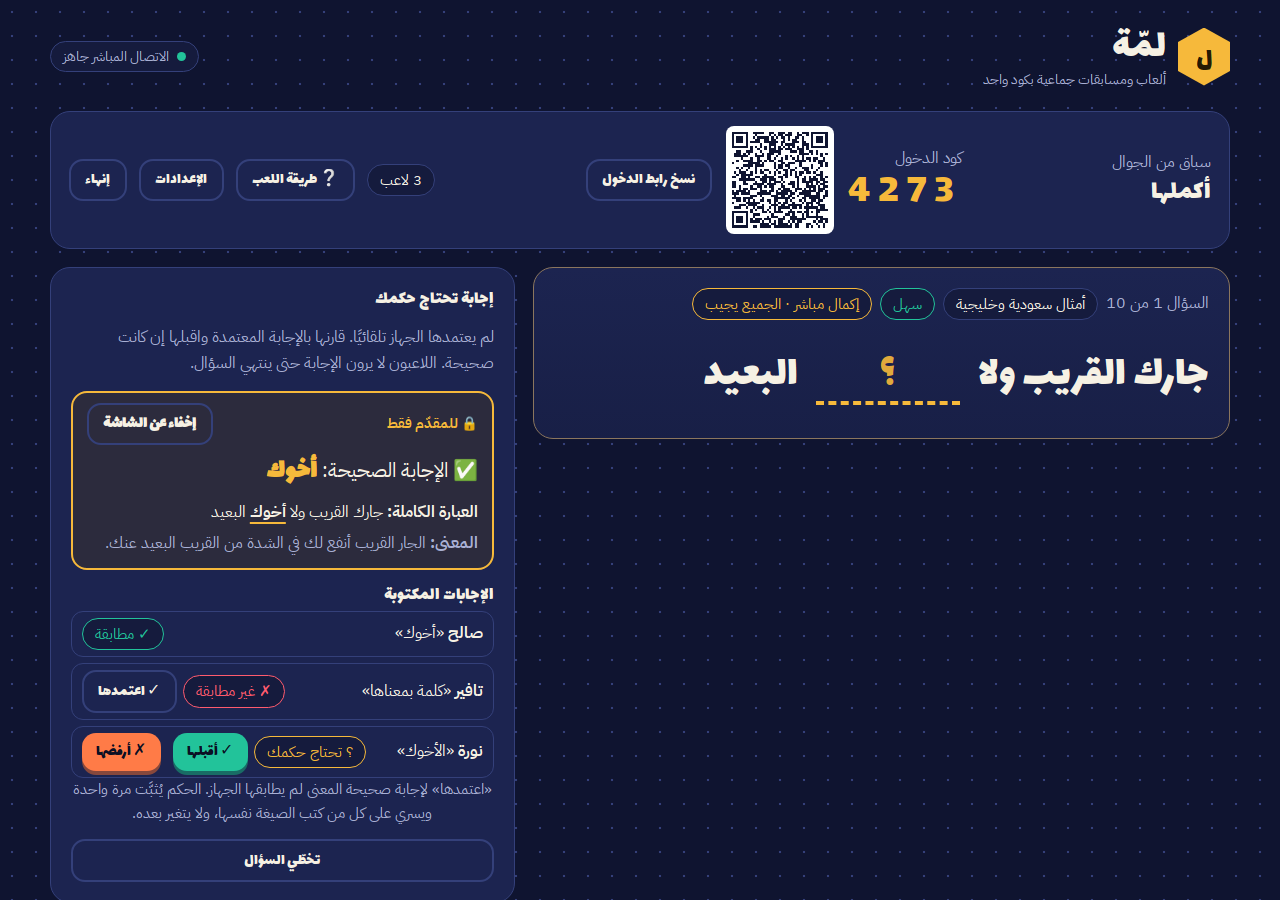 ل
لمّة
ألعاب ومسابقات جماعية بكود واحد
الاتصال المباشر جاهز
سباق من الجوال
أكملها
كود الدخول
4273
نسخ رابط الدخول
3 لاعب
❔ طريقة اللعب
الإعدادات
إنهاء
السؤال 1 من 10
أمثال سعودية وخليجية
سهل
إكمال مباشر · الجميع يجيب
جارك القريب ولا ؟ البعيد
إجابة تحتاج حكمك
لم يعتمدها الجهاز تلقائيًا. قارنها بالإجابة المعتمدة واقبلها إن كانت
صحيحة. اللاعبون لا يرون الإجابة حتى ينتهي السؤال.
🔒 للمقدّم فقط
إخفاء عن الشاشة
✅ الإجابة الصحيحة: أخوك
العبارة الكاملة: جارك القريب ولا أخوك البعيد
المعنى: الجار القريب أنفع لك في الشدة من القريب البعيد عنك.
الإجابات المكتوبة
صالح «أخوك»
✓ مطابقة
تافير «كلمة بمعناها»
✗ غير مطابقة
✓ اعتمدها
نورة «الأخوك»
؟ تحتاج حكمك
✓ أقبلها
✗ أرفضها
«اعتمدها» لإجابة صحيحة المعنى لم يطابقها الجهاز. الحكم يُثبَّت مرة واحدة
ويسري على كل من كتب الصيغة نفسها، ولا يتغير بعده.
تخطّي السؤال